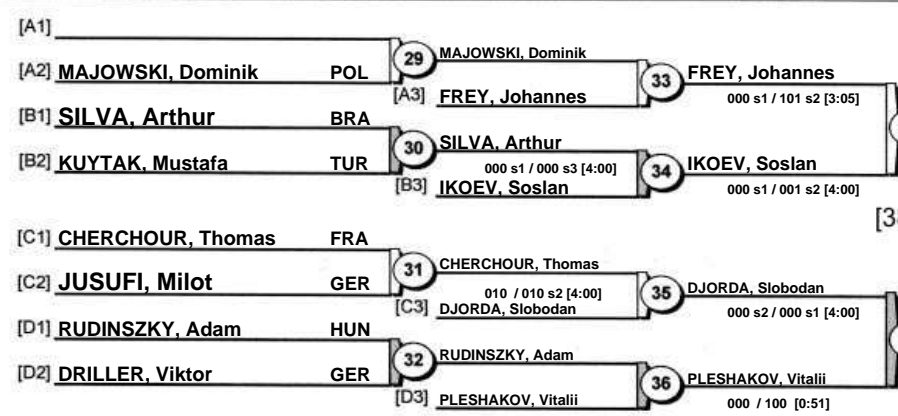 [A1]
29 MAJOWSKI, Dominik
[A2] MAJOWSKI, Dominik POL
33 FREY, Johannes
[A3] FREY, Johannes
000 s1 / 101 s2 [3:05]
[B1] SILVA, Arthur BRA
30 SILVA, Arthur
[B2] KUYTAK, Mustafa TUR
000 s1 / 000 s3 [4:00]
34 IKOEV, Soslan
[B3] IKOEV, Soslan
000 s1 / 001 s2 [4:00]
[C1] CHERCHOUR, Thomas FRA
31 CHERCHOUR, Thomas
[C2] JUSUFI, Milot GER
010 / 010 s2 [4:00]
35 DJORDA, Slobodan
[C3] DJORDA, Slobodan
000 s2 / 000 s1 [4:00]
[D1] RUDINSZKY, Adam HUN
32 RUDINSZKY, Adam
[D2] DRILLER, Viktor GER
36 PLESHAKOV, Vitalii
[D3] PLESHAKOV, Vitalii
000 / 100 [0:51]